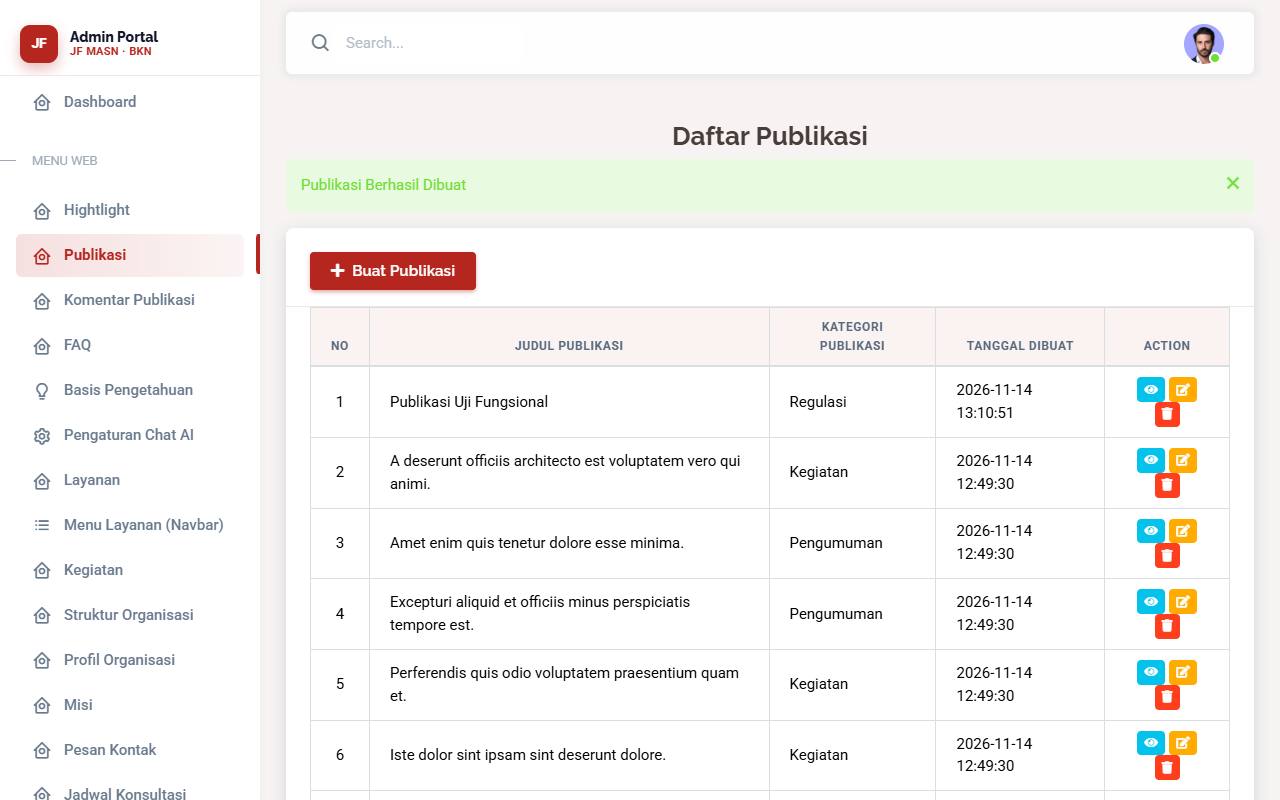 JF
Admin Portal
JF MASN · BKN
Dashboard
MENU WEB
Hightlight
Publikasi
Komentar Publikasi
FAQ
Basis Pengetahuan
Pengaturan Chat AI
Layanan
Menu Layanan (Navbar)
Kegiatan
Struktur Organisasi
Profil Organisasi
Misi
Pesan Kontak
Jadwal Konsultasi
Search...
Daftar Publikasi
Publikasi Berhasil Dibuat
Buat Publikasi
NO
JUDUL PUBLIKASI
KATEGORI
PUBLIKASI
TANGGAL DIBUAT
ACTION
1
Publikasi Uji Fungsional
Regulasi
2026-11-14
13:10:51
2
A deserunt officiis architecto est voluptatem vero qui
animi.
Kegiatan
2026-11-14
12:49:30
3
Amet enim quis tenetur dolore esse minima.
Pengumuman
2026-11-14
12:49:30
4
Excepturi aliquid et officiis minus perspiciatis
tempore est.
Pengumuman
2026-11-14
12:49:30
5
Perferendis quis odio voluptatem praesentium quam
et.
Kegiatan
2026-11-14
12:49:30
6
Iste dolor sint ipsam sint deserunt dolore.
Kegiatan
2026-11-14
12:49:30